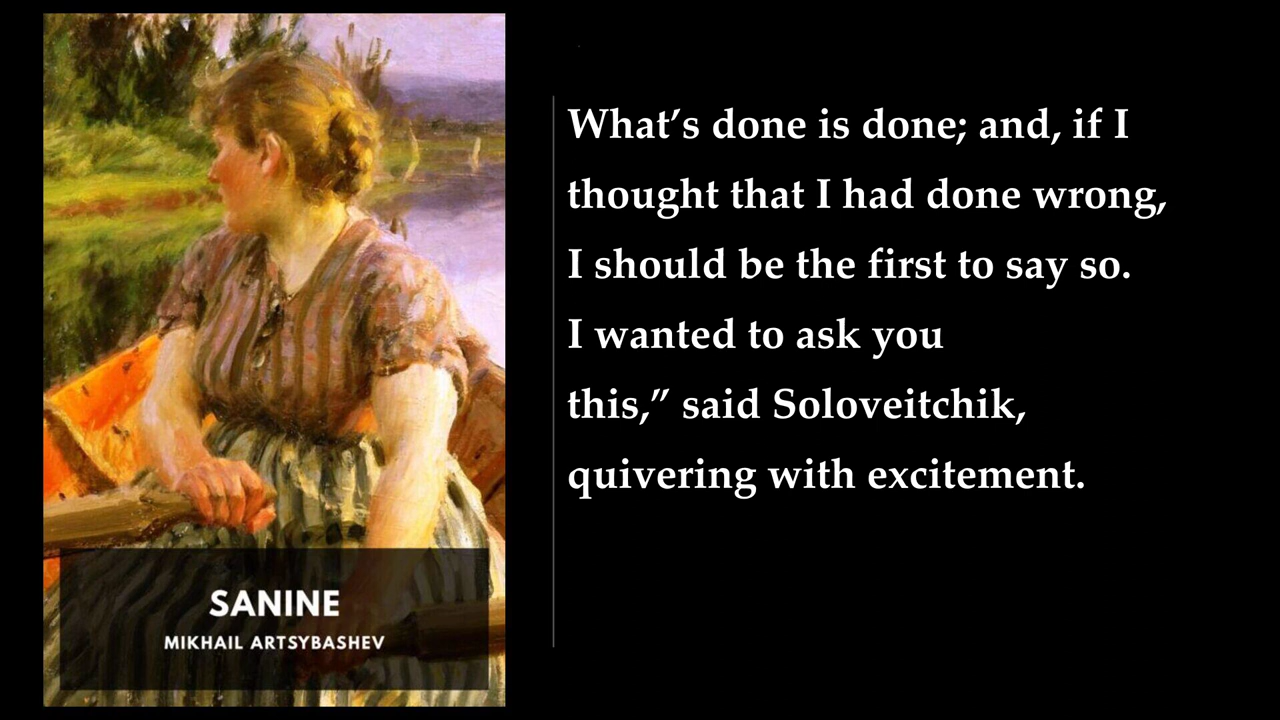 What’s done is done; and, if I
thought that I had done wrong,
I should be the first to say so.
I wanted to ask you
this,” said Soloveitchik,
quivering with excitement.
SANINE
MIKHAIL ARTSYBASHEV